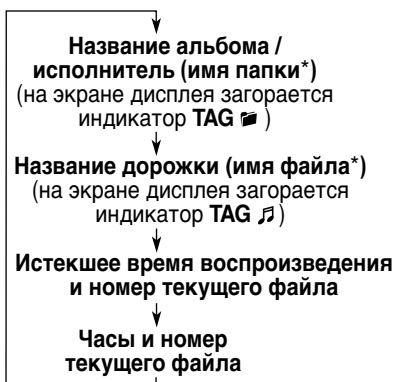 Название альбома /
исполнитель (имя папки*)
(на экране дисплея загорается
индикатор TAG )
Название дорожки (имя файла*)
(на экране дисплея загорается
индикатор TAG ♫)
Истекшее время воспроизведения
и номер текущего файла
Часы и номер
текущего файла